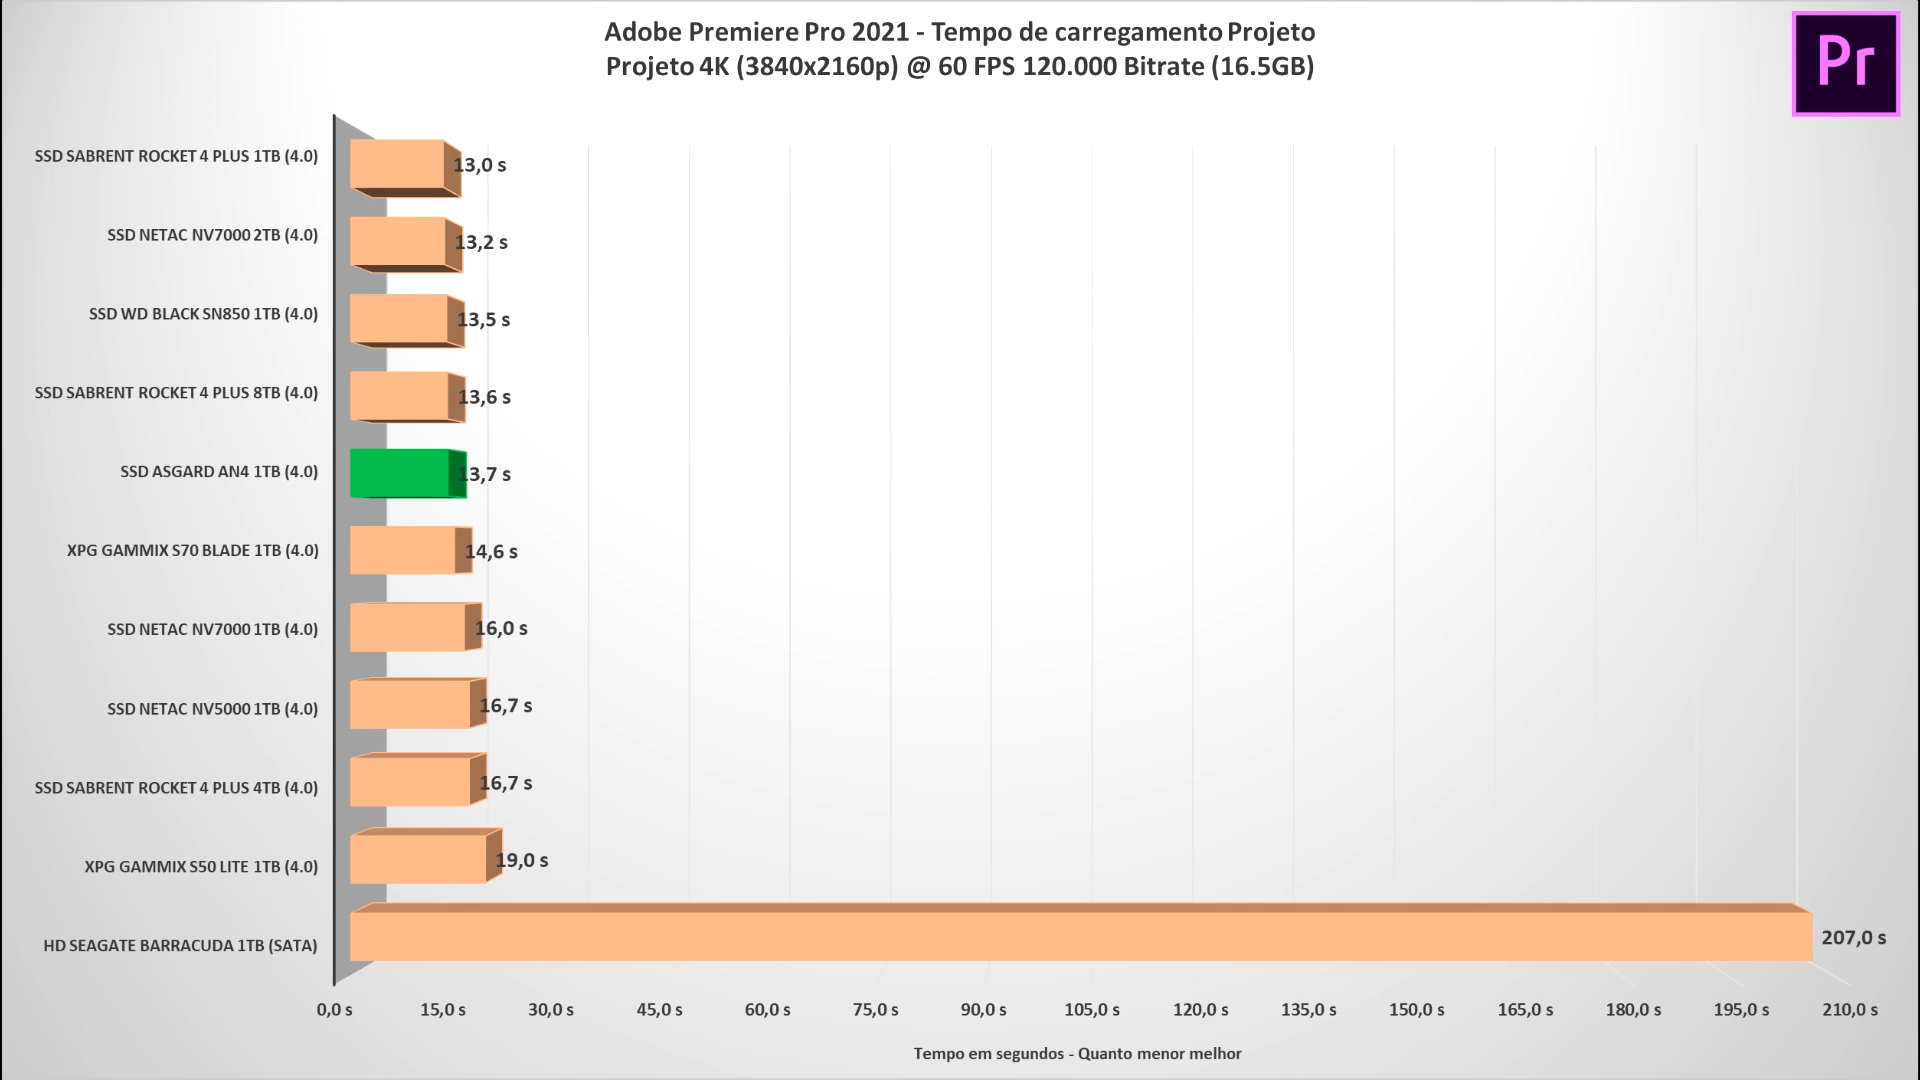 Adobe Premiere Pro 2021 - Tempo de carregamento Projeto
Projeto 4K (3840x2160p) @ 60 FPS 120.000 Bitrate (16.5GB)
Pr
SSD SABRENT ROCKET 4 PLUS 1TB (4.0)
13,0 s
SSD NETAC NV7000 2TB (4.0)
13,2 s
SSD WD BLACK SN850 1TB (4.0)
13,5 s
SSD SABRENT ROCKET 4 PLUS 8TB (4.0)
13,6 s
SSD ASGARD AN4 1TB (4.0)
13,7 s
XPG GAMMIX S70 BLADE 1TB (4.0)
14,6 s
SSD NETAC NV7000 1TB (4.0)
16,0 s
SSD NETAC NV5000 1TB (4.0)
16,7 s
SSD SABRENT ROCKET 4 PLUS 4TB (4.0)
16,7 s
XPG GAMMIX S50 LITE 1TB (4.0)
19,0 s
HD SEAGATE BARRACUDA 1TB (SATA)
207,0 s
0,0 s 15,0 s 30,0 s 45,0 s 60,0 s 75,0 s 90,0 s 105,0 s 120,0 s 135,0 s 150,0 s 165,0 s 180,0 s 195,0 s 210,0 s
Tempo em segundos - Quanto menor melhor